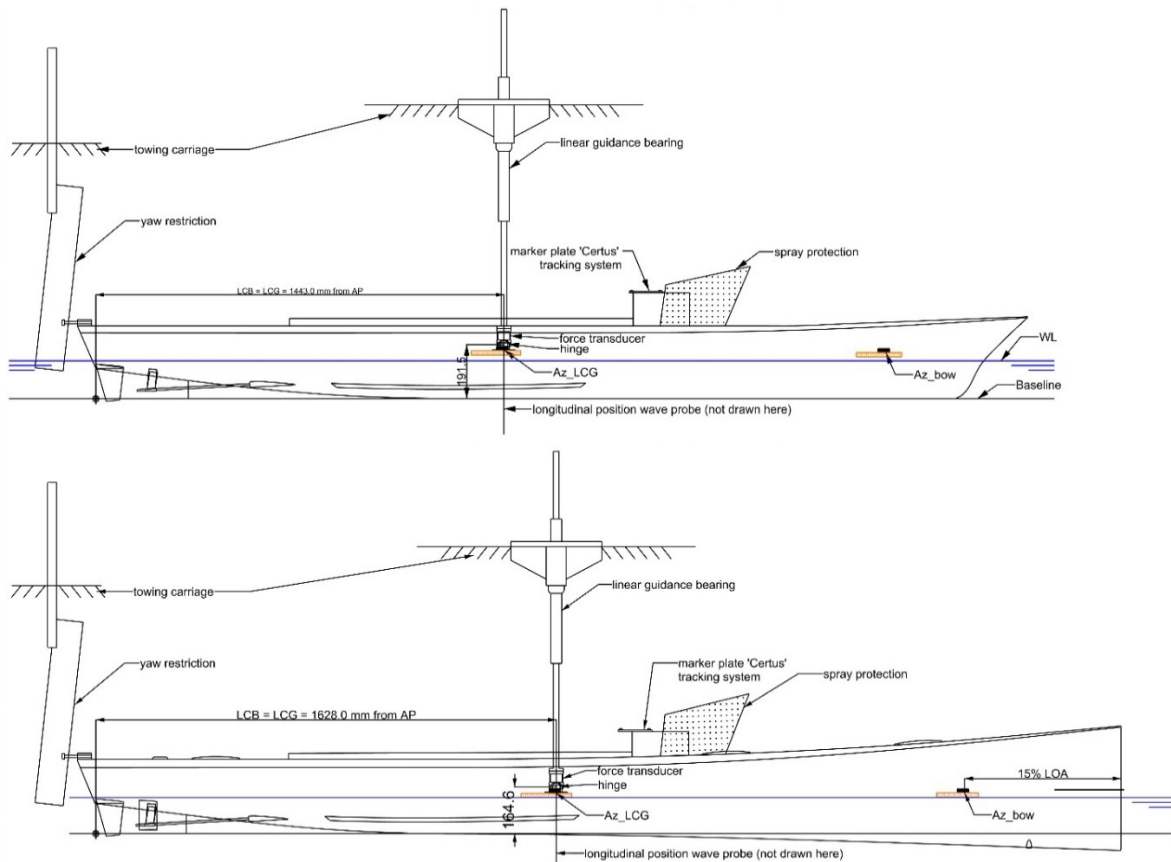 towing carriage
linear guidance bearing
yaw restriction
marker plate 'Certus'
tracking system
spray protection
LCB = LCG = 1443.0 mm from AP
force transducer
hinge
WL
191.5
Az_LCG
Az_bow
Baseline
longitudinal position wave probe (not drawn here)
towing carriage
linear guidance bearing
yaw restriction
marker plate 'Certus'
tracking system
spray protection
LCB = LCG = 1628.0 mm from AP
force transducer
hinge
15% LOA
164.6
Az_LCG
Az_bow
longitudinal position wave probe (not drawn here)